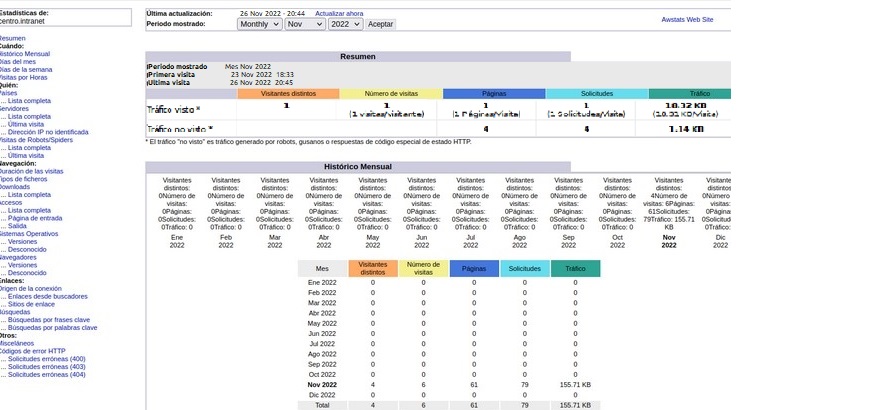 Estadísticas de:
centro.intranet
Última actualización: 26 Nov 2022 - 20:44 Actualizar ahora
Periodo mostrado: Monthly Nov 2022 Aceptar
Awstats Web Site
Resumen
Cuándo:
Histórico Mensual
Días del mes
Días de la semana
Visitas por Horas
Quién:
Países
... Lista completa
Servidores
... Lista completa
... Última visita
... Dirección IP no identificada
Visitas de Robots/Spiders
... Lista completa
... Última visita
Navegación:
Duración de las visitas
Tipos de ficheros
Downloads
... Lista completa
Accesos
... Lista completa
... Página de entrada
... Salida
Sistemas Operativos
... Versiones
... Desconocido
Navegadores
... Versiones
... Desconocido
Enlaces:
Origen de la conexión
... Enlaces desde buscadores
... Sitios de enlace
Búsquedas
... Búsquedas por frases clave
... Búsquedas por palabras clave
Otros:
Misceláneos
Códigos de error HTTP
... Solicitudes erróneas (400)
... Solicitudes erróneas (403)
... Solicitudes erróneas (404)
Resumen
Periodo mostrado Mes Nov 2022
Primera visita 23 Nov 2022 18:33
Última visita 26 Nov 2022 20:45
Visitantes distintos Número de visitas Páginas Solicitudes Tráfico
Tráfico visto * 1 1 1 1
(1 visitas/visitante) (1 Páginas/Visita) (1 Solicitudes/Visita)
Tráfico no visto * 4 4 1.14 KB
* El tráfico "no visto" es tráfico generado por robots, gusanos o respuestas de código especial de estado HTTP.
Histórico Mensual
Visitantes Visitantes Visitantes Visitantes Visitantes Visitantes Visitantes Visitantes Visitantes Visitantes Visitantes Visitantes
distintos: distintos: distintos: distintos: distintos: distintos: distintos: distintos: distintos: distintos: distintos: distintos:
0Número de 0Número de 0Número de 0Número de 0Número de 0Número de 0Número de 0Número de 0Número de 0Número de 4Número de 0Número de
visitas: visitas: visitas: visitas: visitas: visitas: visitas: visitas: visitas: visitas: visitas: 6Páginas: visitas:
0Páginas: 0Páginas: 0Páginas: 0Páginas: 0Páginas: 0Páginas: 0Páginas: 0Páginas: 0Páginas: 0Páginas: 61Solicitudes: 0Páginas:
0Solicitudes: 0Solicitudes: 0Solicitudes: 0Solicitudes: 0Solicitudes: 0Solicitudes: 0Solicitudes: 0Solicitudes: 0Solicitudes: 0Solicitudes: 79Tráfico: 155.71
0Tráfico: 0 0Tráfico: 0 0Tráfico: 0 0Tráfico: 0 0Tráfico: 0 0Tráfico: 0 0Tráfico: 0 0Tráfico: 0 0Tráfico: 0 0Tráfico: 0 KB
Ene Feb Mar Abr May Jun Jul Ago Sep Oct Nov Dic
2022 2022 2022 2022 2022 2022 2022 2022 2022 2022 2022 2022
Mes Visitantes distintos Número de visitas Páginas Solicitudes Tráfico
Ene 2022 0 0 0 0 0
Feb 2022 0 0 0 0 0
Mar 2022 0 0 0 0 0
Abr 2022 0 0 0 0 0
May 2022 0 0 0 0 0
Jun 2022 0 0 0 0 0
Jul 2022 0 0 0 0 0
Ago 2022 0 0 0 0 0
Sep 2022 0 0 0 0 0
Oct 2022 0 0 0 0 0
Nov 2022 4 6 61 79 155.71 KB
Dic 2022 0 0 0 0 0
Total 4 6 61 79 155.71 KB